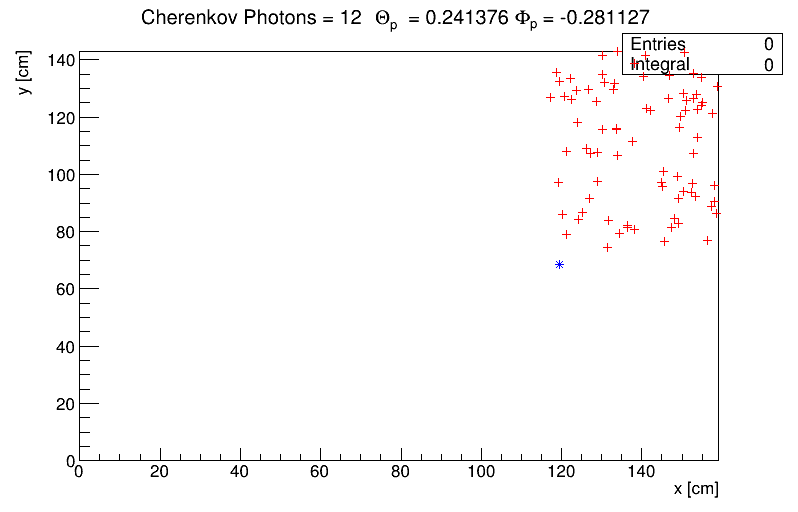 Cherenkov Photons = 12 Θp = 0.241376 Φp = -0.281127
Entries 0
Integral 0
y [cm]
140
120
100
80
60
40
20
0
0 20 40 60 80 100 120 140
x [cm]